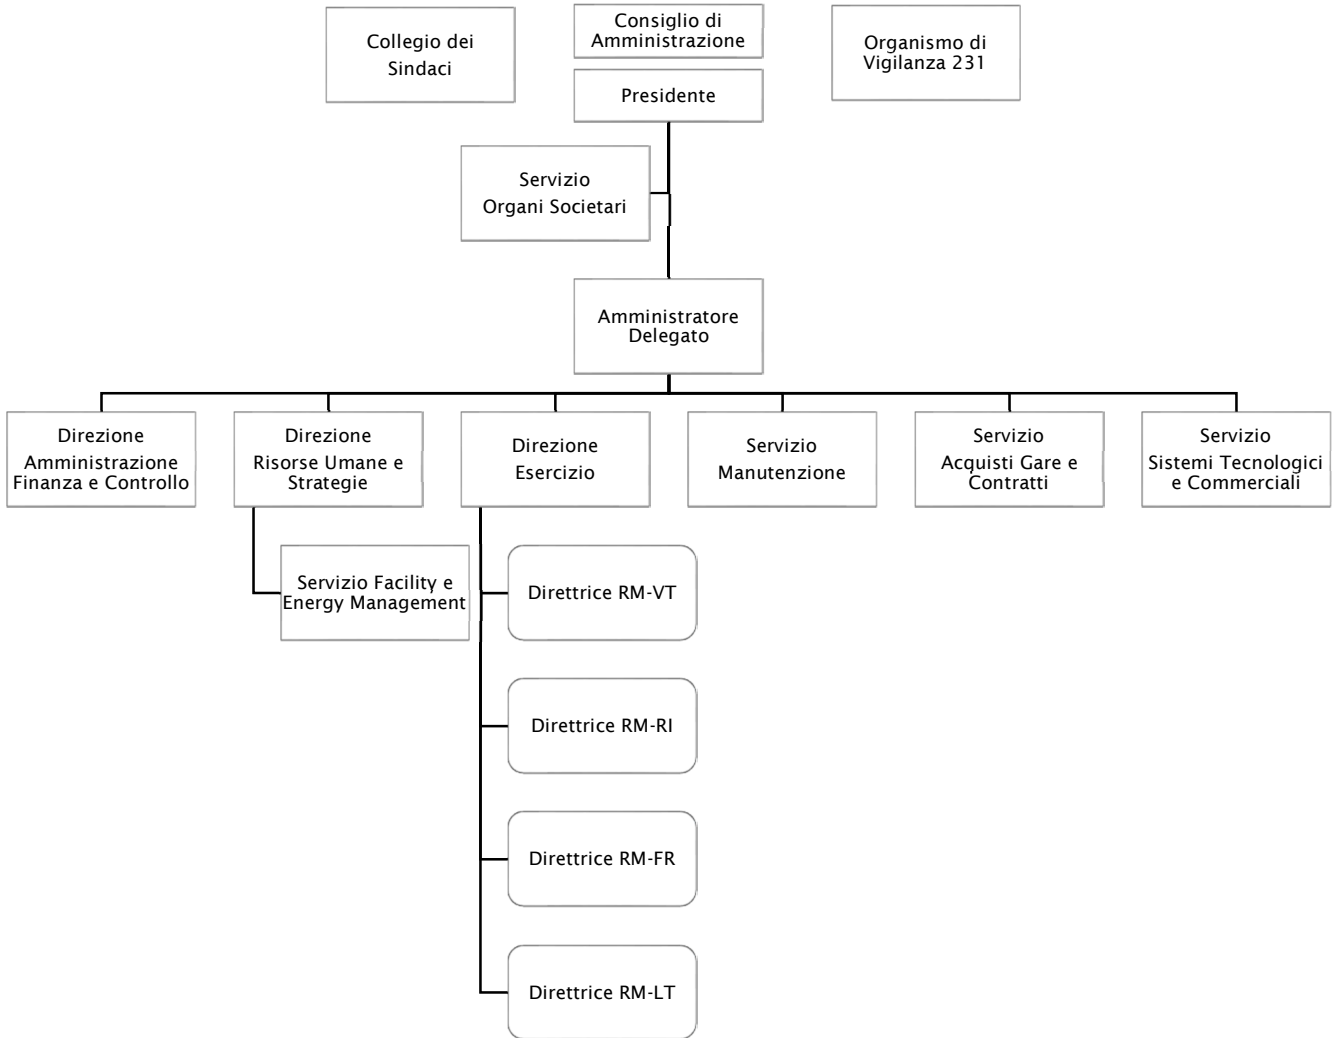 Collegio dei
Sindaci
Consiglio di
Amministrazione
Organismo di
Vigilanza 231
Presidente
Servizio
Organi Societari
Amministratore
Delegato
Direzione
Amministrazione
Finanza e Controllo
Direzione
Risorse Umane e
Strategie
Direzione
Esercizio
Servizio
Manutenzione
Servizio
Acquisti Gare e
Contratti
Servizio
Sistemi Tecnologici
e Commerciali
Servizio Facility e
Energy Management
Direttrice RM-VT
Direttrice RM-RI
Direttrice RM-FR
Direttrice RM-LT